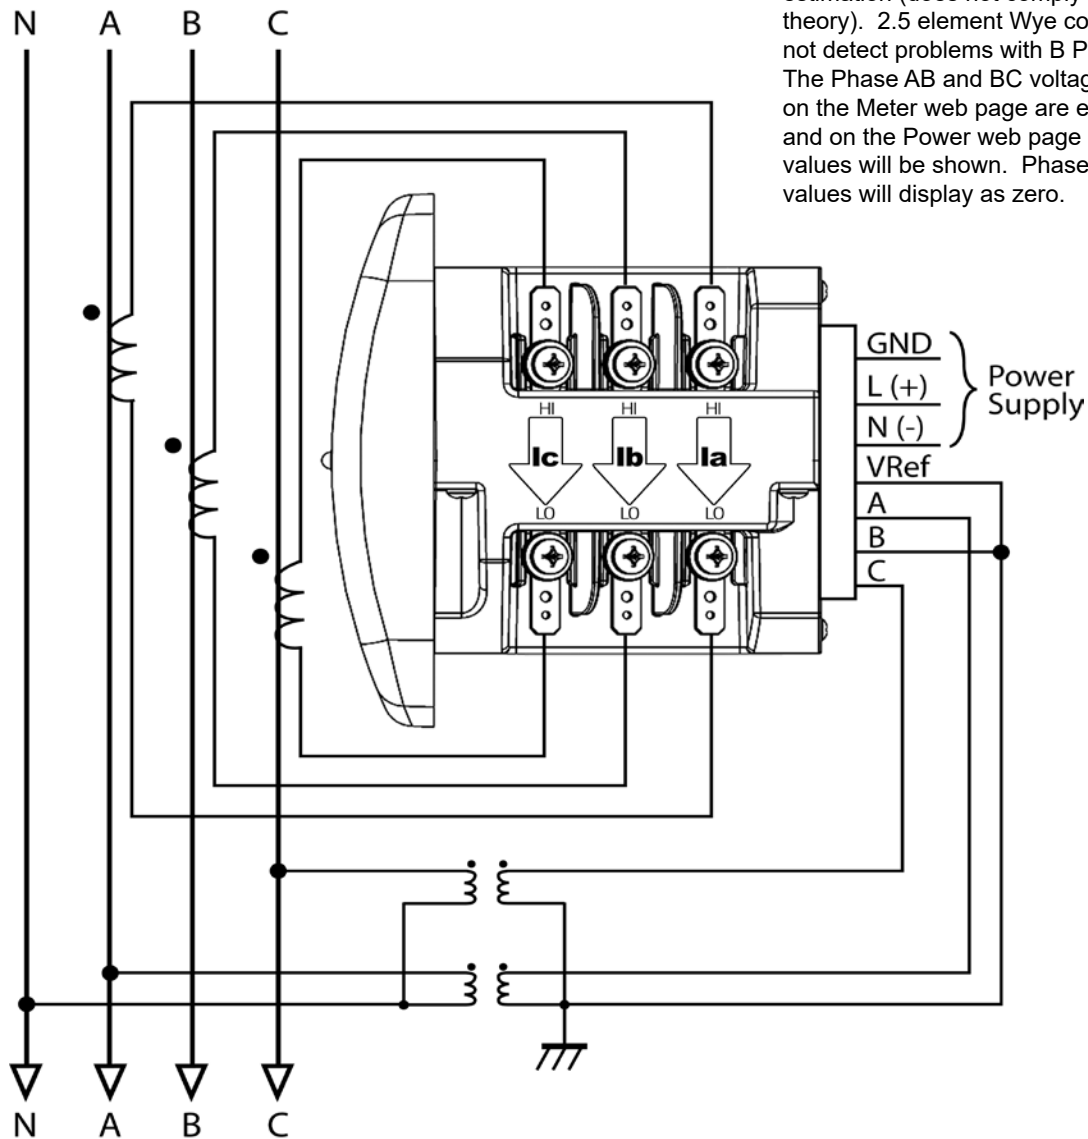 estimation (does not comply
theory). 2.5 element Wye co
not detect problems with B P
The Phase AB and BC voltag
on the Meter web page are e
and on the Power web page
values will be shown. Phase
values will display as zero.
N A B C
HI HI HI
Ic Ib Ia
LO LO LO
GND
L (+)
N (-)
Power
Supply
VRef
A
B
C
N A B C